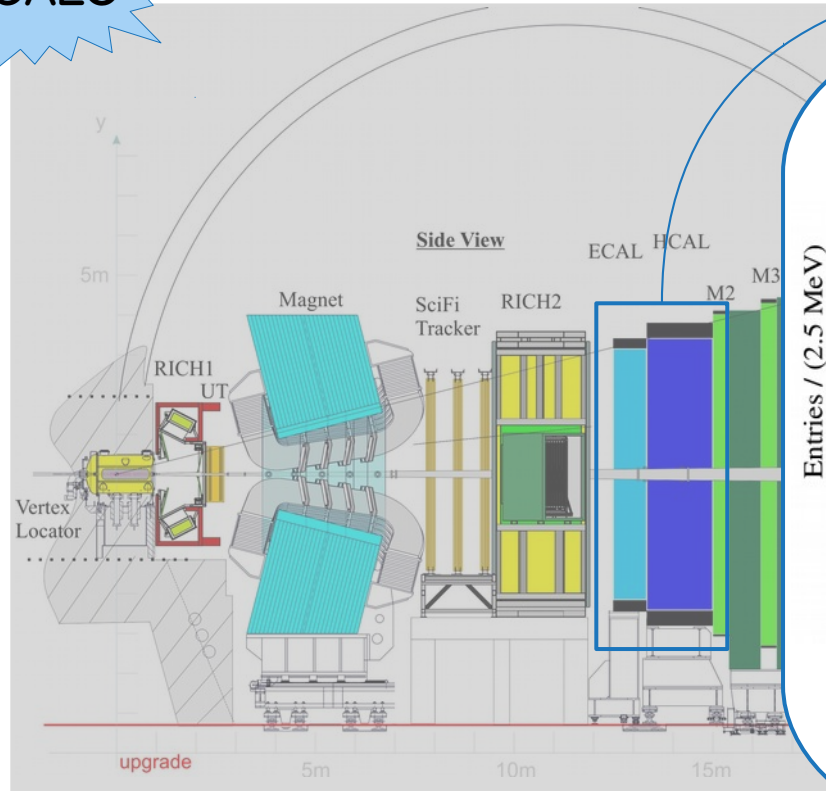 y
5m
Side View
ECAL
HCAL
M2
M3
Magnet
SciFi
Tracker
RICH2
RICH1
UT
Vertex
Locator
Entries / (2.5 MeV)
upgrade
5m
10m
15m